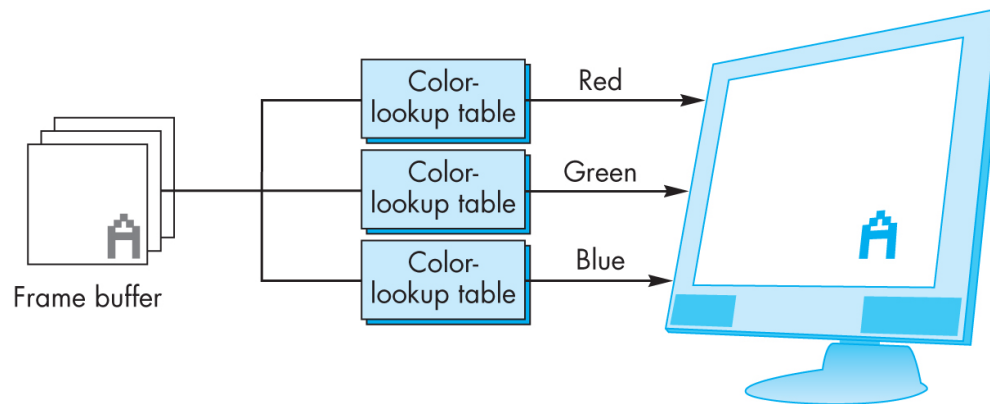 Color-
lookup table
Red
Color-
lookup table
Green
Color-
lookup table
Blue
Frame buffer
A
A